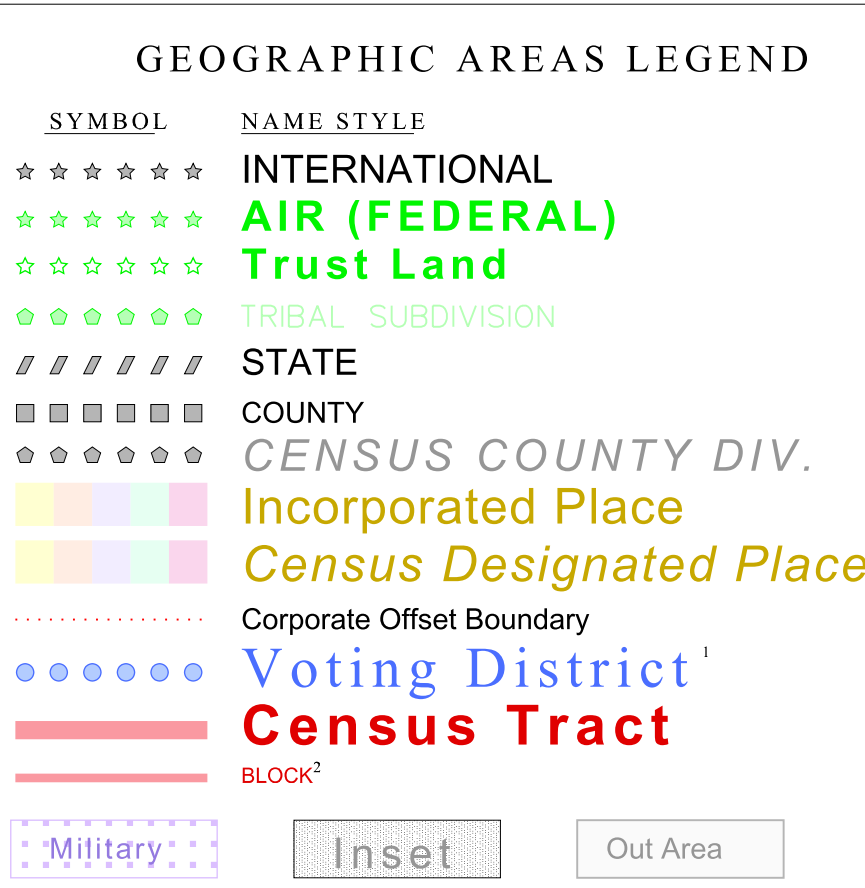 GEOGRAPHIC AREAS LEGEND
SYMBOL NAME STYLE
INTERNATIONAL
AIR (FEDERAL)
Trust Land
TRIBAL SUBDIVISION
STATE
COUNTY
CENSUS COUNTY DIV.
Incorporated Place
Census Designated Place
Corporate Offset Boundary
Voting District ¹
Census Tract
BLOCK²
Military Inset Out Area